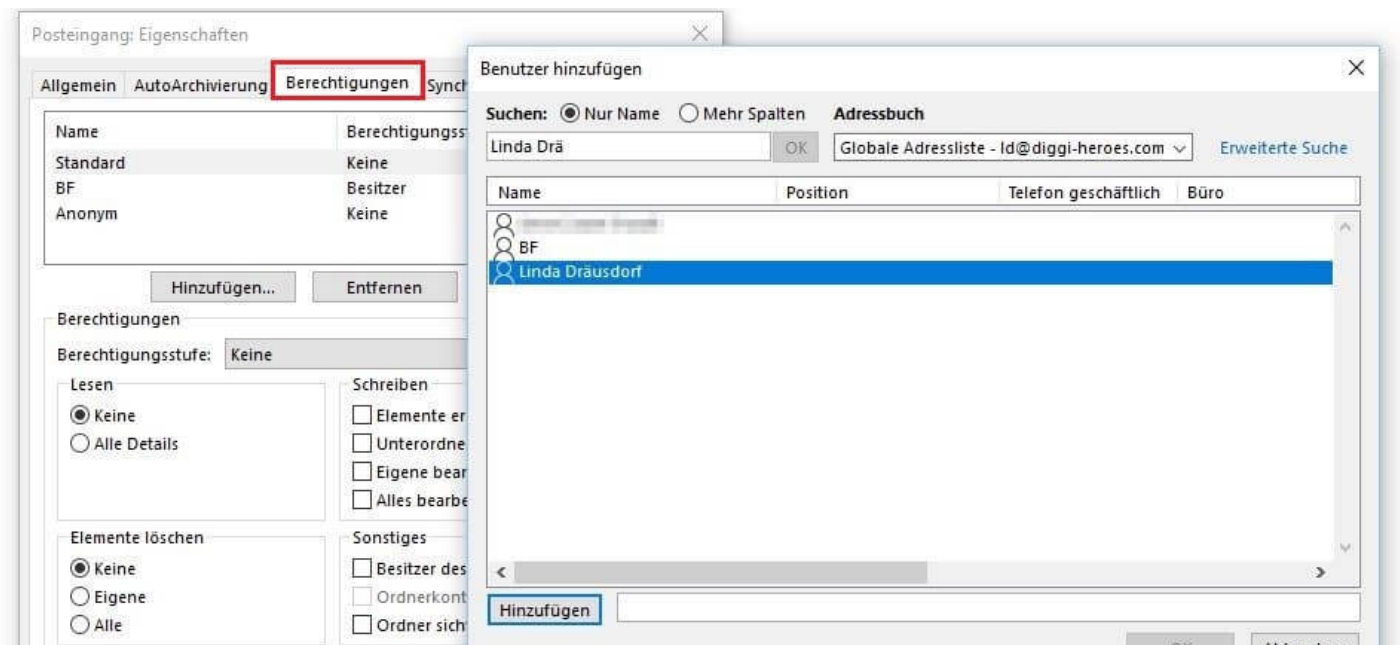 Posteingang: Eigenschaften
Allgemein AutoArchivierung Berechtigungen Synch
Name Berechtigungss
Standard Keine
BF Besitzer
Anonym Keine
Hinzufügen... Entfernen
Berechtigungen
Berechtigungsstufe: Keine
Lesen
Keine
Alle Details
Schreiben
Elemente er
Unterordne
Eigene bear
Alles bearbe
Elemente löschen
Keine
Eigene
Alle
Sonstiges
Besitzer des
Ordnerkont
Ordner sich
Benutzer hinzufügen
Suchen: Nur Name Mehr Spalten Adressbuch
Linda Drä OK Globale Adressliste - ld@diggi-heroes.com Erweiterte Suche
Name Position Telefon geschäftlich Büro
BF
Linda Dräusdorf
Hinzufügen